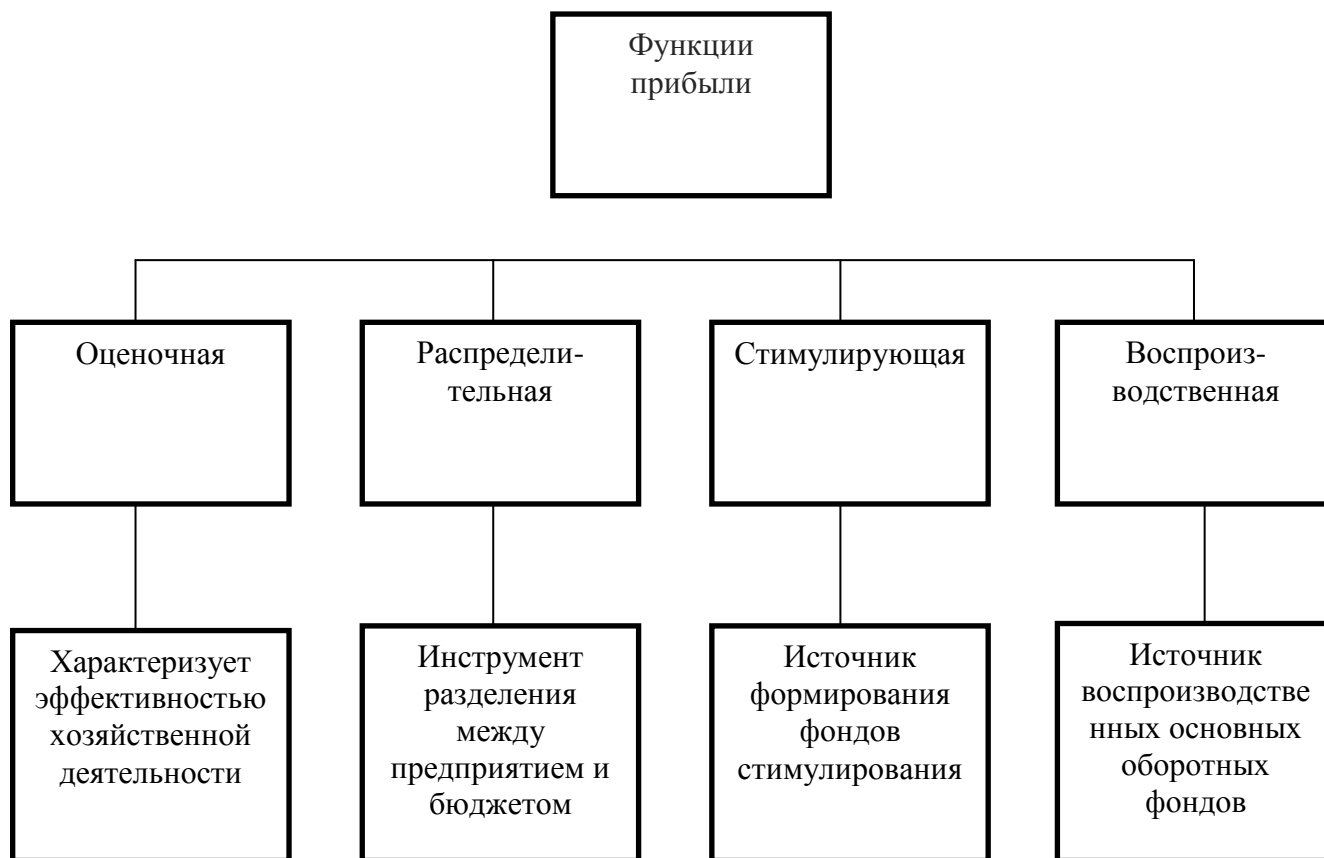 Функции
прибыли
Оценочная
Распредели-
тельная
Стимулирующая
Воспроиз-
водственная
Характеризует
эффективностью
хозяйственной
деятельности
Инструмент
разделения
между
предприятием и
бюджетом
Источник
формирования
фондов
стимулирования
Источник
воспроизводстве
нных основных
оборотных
фондов